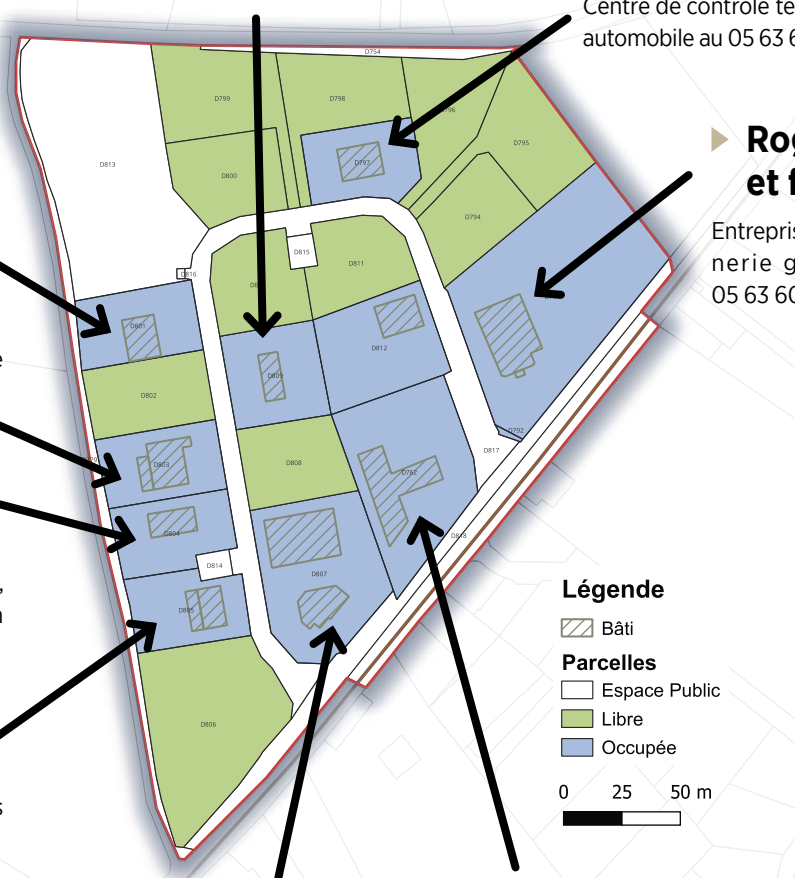 Centre de contrôle te
automobile au 05 63 6
D754
D799
D798
D795
D813
D797
Rog
et f
D800
D794
Entrepris
nerie g
05 63 60
D815
D811
D816
D801
D812
D809
D802
D792
D817
D803
D808
D762
D804
D818
D814
D807
D805
D806
Légende
Bâti
Parcelles
Espace Public
Libre
Occupée
0 25 50 m